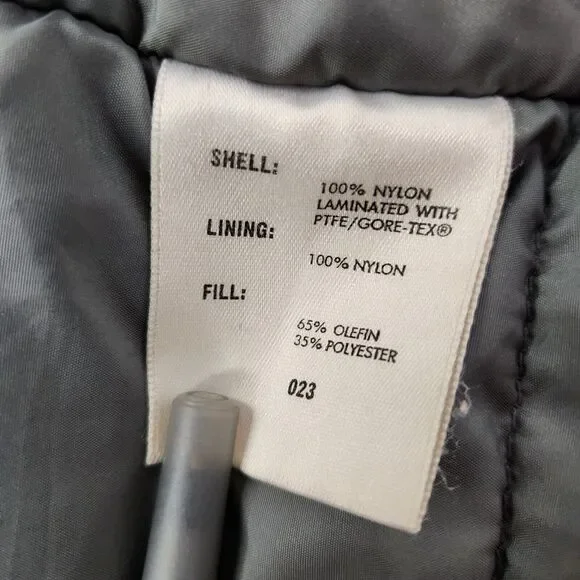 SHELL:
100% NYLON
LAMINATED WITH
PTFE/GORE-TEX®
LINING:
100% NYLON
FILL:
65% OLEFIN
35% POLYESTER
023